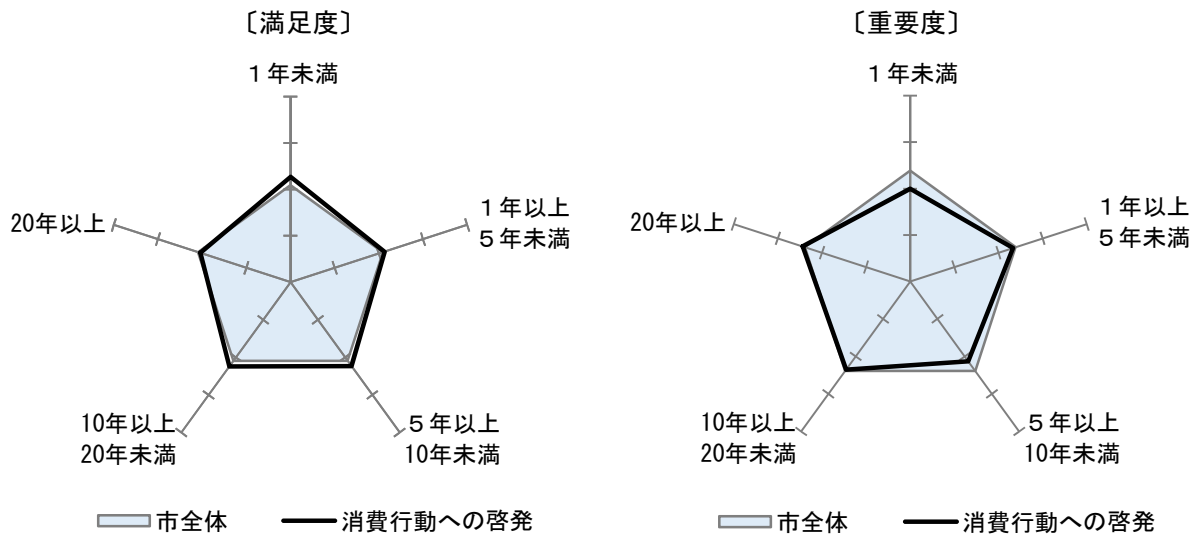 〔満足度〕
１年未満
１年以上
５年未満
５年以上
10年未満
10年以上
20年未満
20年以上
市全体
消費行動への啓発
〔重要度〕
１年未満
１年以上
５年未満
５年以上
10年未満
10年以上
20年未満
20年以上
市全体
消費行動への啓発